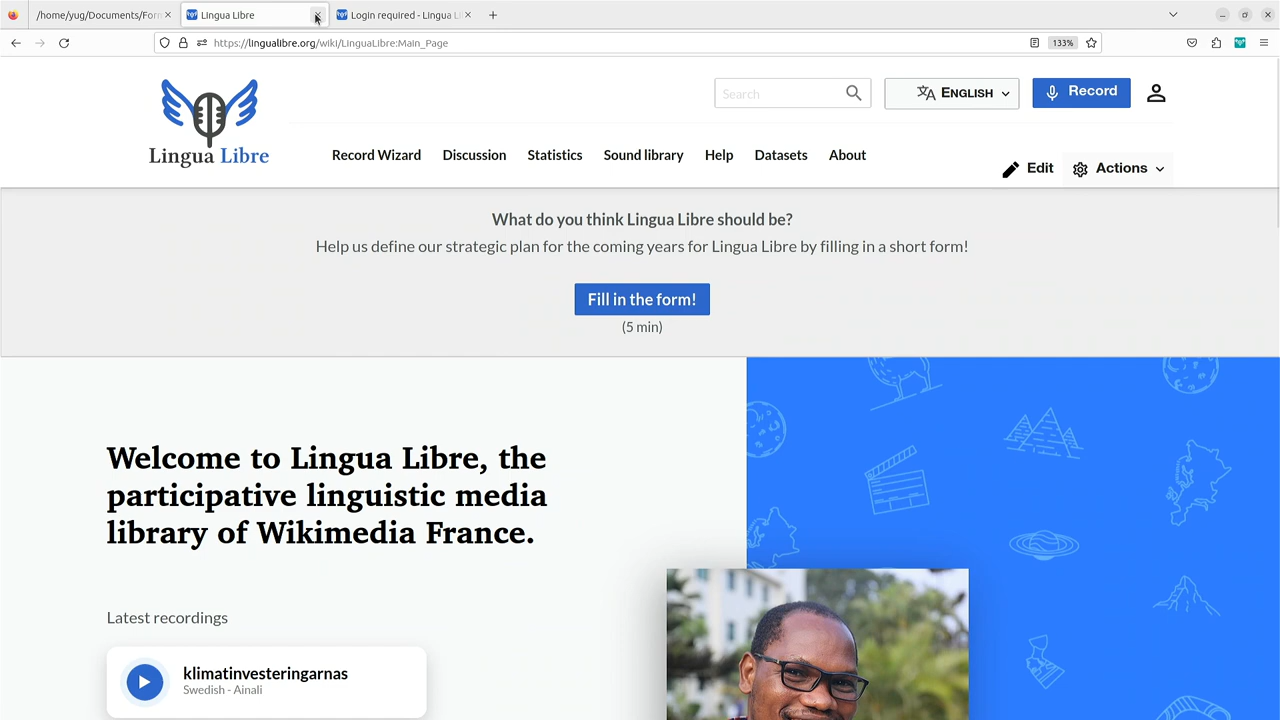 /home/yug/Documents/For
Lingua Libre
Login required - Lingua Li
https://lingualibre.org/wiki/LinguaLibre:Main_Page
133%
Search
ENGLISH
Record
Lingua Libre
Record Wizard
Discussion
Statistics
Sound library
Help
Datasets
About
Edit
Actions
What do you think Lingua Libre should be?
Help us define our strategic plan for the coming years for Lingua Libre by filling in a short form!
Fill in the form!
(5 min)
Welcome to Lingua Libre, the
participative linguistic media
library of Wikimedia France.
Latest recordings
klimatinvesteringarnas
Swedish - Ainali